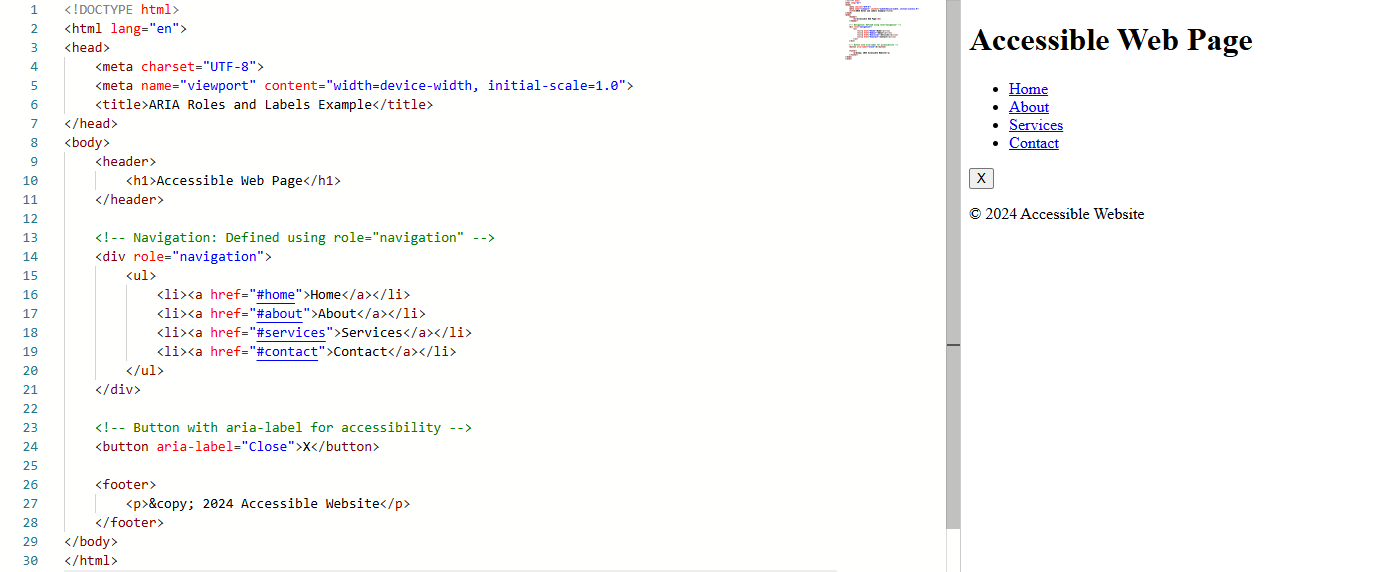 1 <!DOCTYPE html>
2 <html lang="en">
3 <head>
4     <meta charset="UTF-8">
5     <meta name="viewport" content="width=device-width, initial-scale=1.0">
6     <title>ARIA Roles and Labels Example</title>
7 </head>
8 <body>
9     <header>
10         <h1>Accessible Web Page</h1>
11     </header>
12
13     <!-- Navigation: Defined using role="navigation" -->
14     <div role="navigation">
15         <ul>
16             <li><a href="#home">Home</a></li>
17             <li><a href="#about">About</a></li>
18             <li><a href="#services">Services</a></li>
19             <li><a href="#contact">Contact</a></li>
20         </ul>
21     </div>
22
23     <!-- Button with aria-label for accessibility -->
24     <button aria-label="Close">X</button>
25
26     <footer>
27         <p>&copy; 2024 Accessible Website</p>
28     </footer>
29 </body>
30 </html>
Accessible Web Page
• Home
• About
• Services
• Contact
X
© 2024 Accessible Website